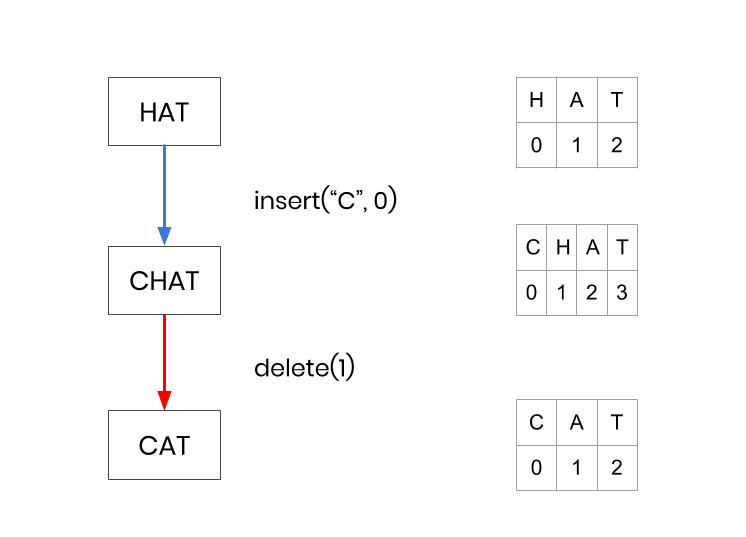 HAT
H A T
0 1 2
insert(“C”, 0)
CHAT
C H A T
0 1 2 3
delete(1)
CAT
C A T
0 1 2